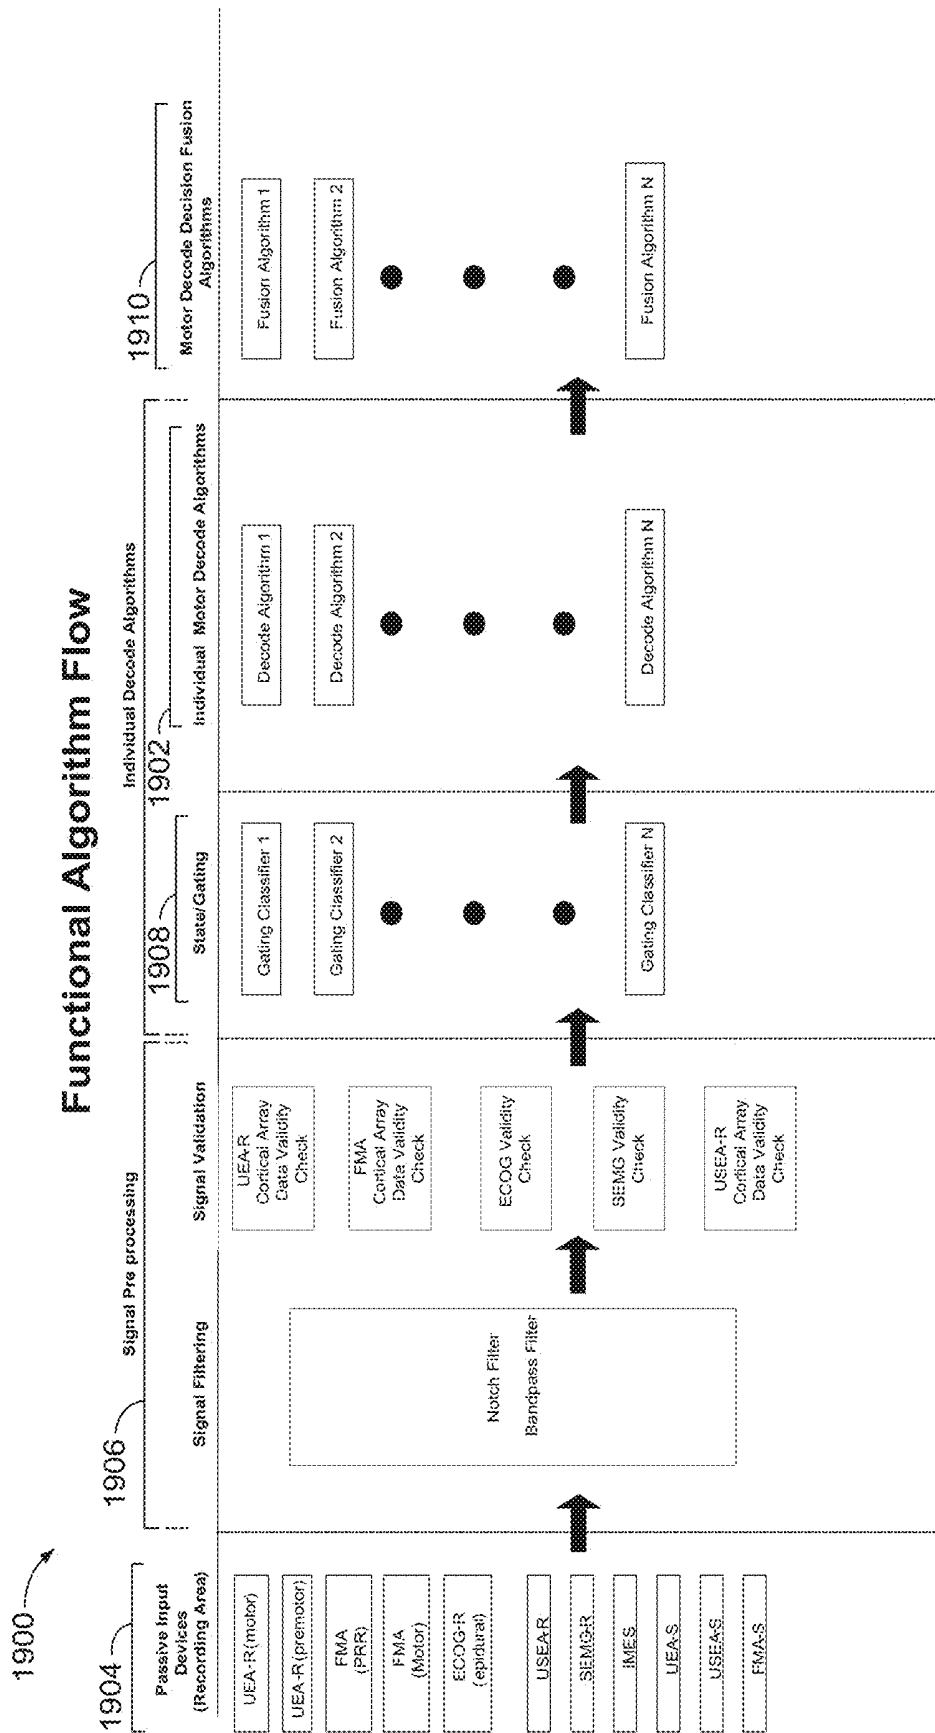 Functional Algorithm Flow
1900
1904
Passive Input
Devices
(Recording Area)
UEA-R(motor)
UEA-R(premotor)
FMA
(PRR)
FMA
(Motor)
ECOG-R
(epidural)
USEA-R
SEMG-R
IMES
UEA-S
USEA-S
FMA-S
1906
Signal Pre processing
Signal Filtering
Notch Filter
Bandpass Filter
Signal Validation
UEA-R
Cortical Array
Data Validity
Check
FMA
Cortical Array
Data Validity
Check
ECOG Validity
Check
SEMG Validity
Check
USEA-R
Cortical Array
Data Validity
Check
Individual Decode Algorithms
1908
State/Gating
Gating Classifier 1
Gating Classifier 2
Gating Classifier N
1902
Individual Motor Decode Algorithms
Decode Algorithm 1
Decode Algorithm 2
Decode Algorithm N
1910
Motor Decode Decision Fusion
Algorithms
Fusion Algorithm 1
Fusion Algorithm 2
Fusion Algorithm N